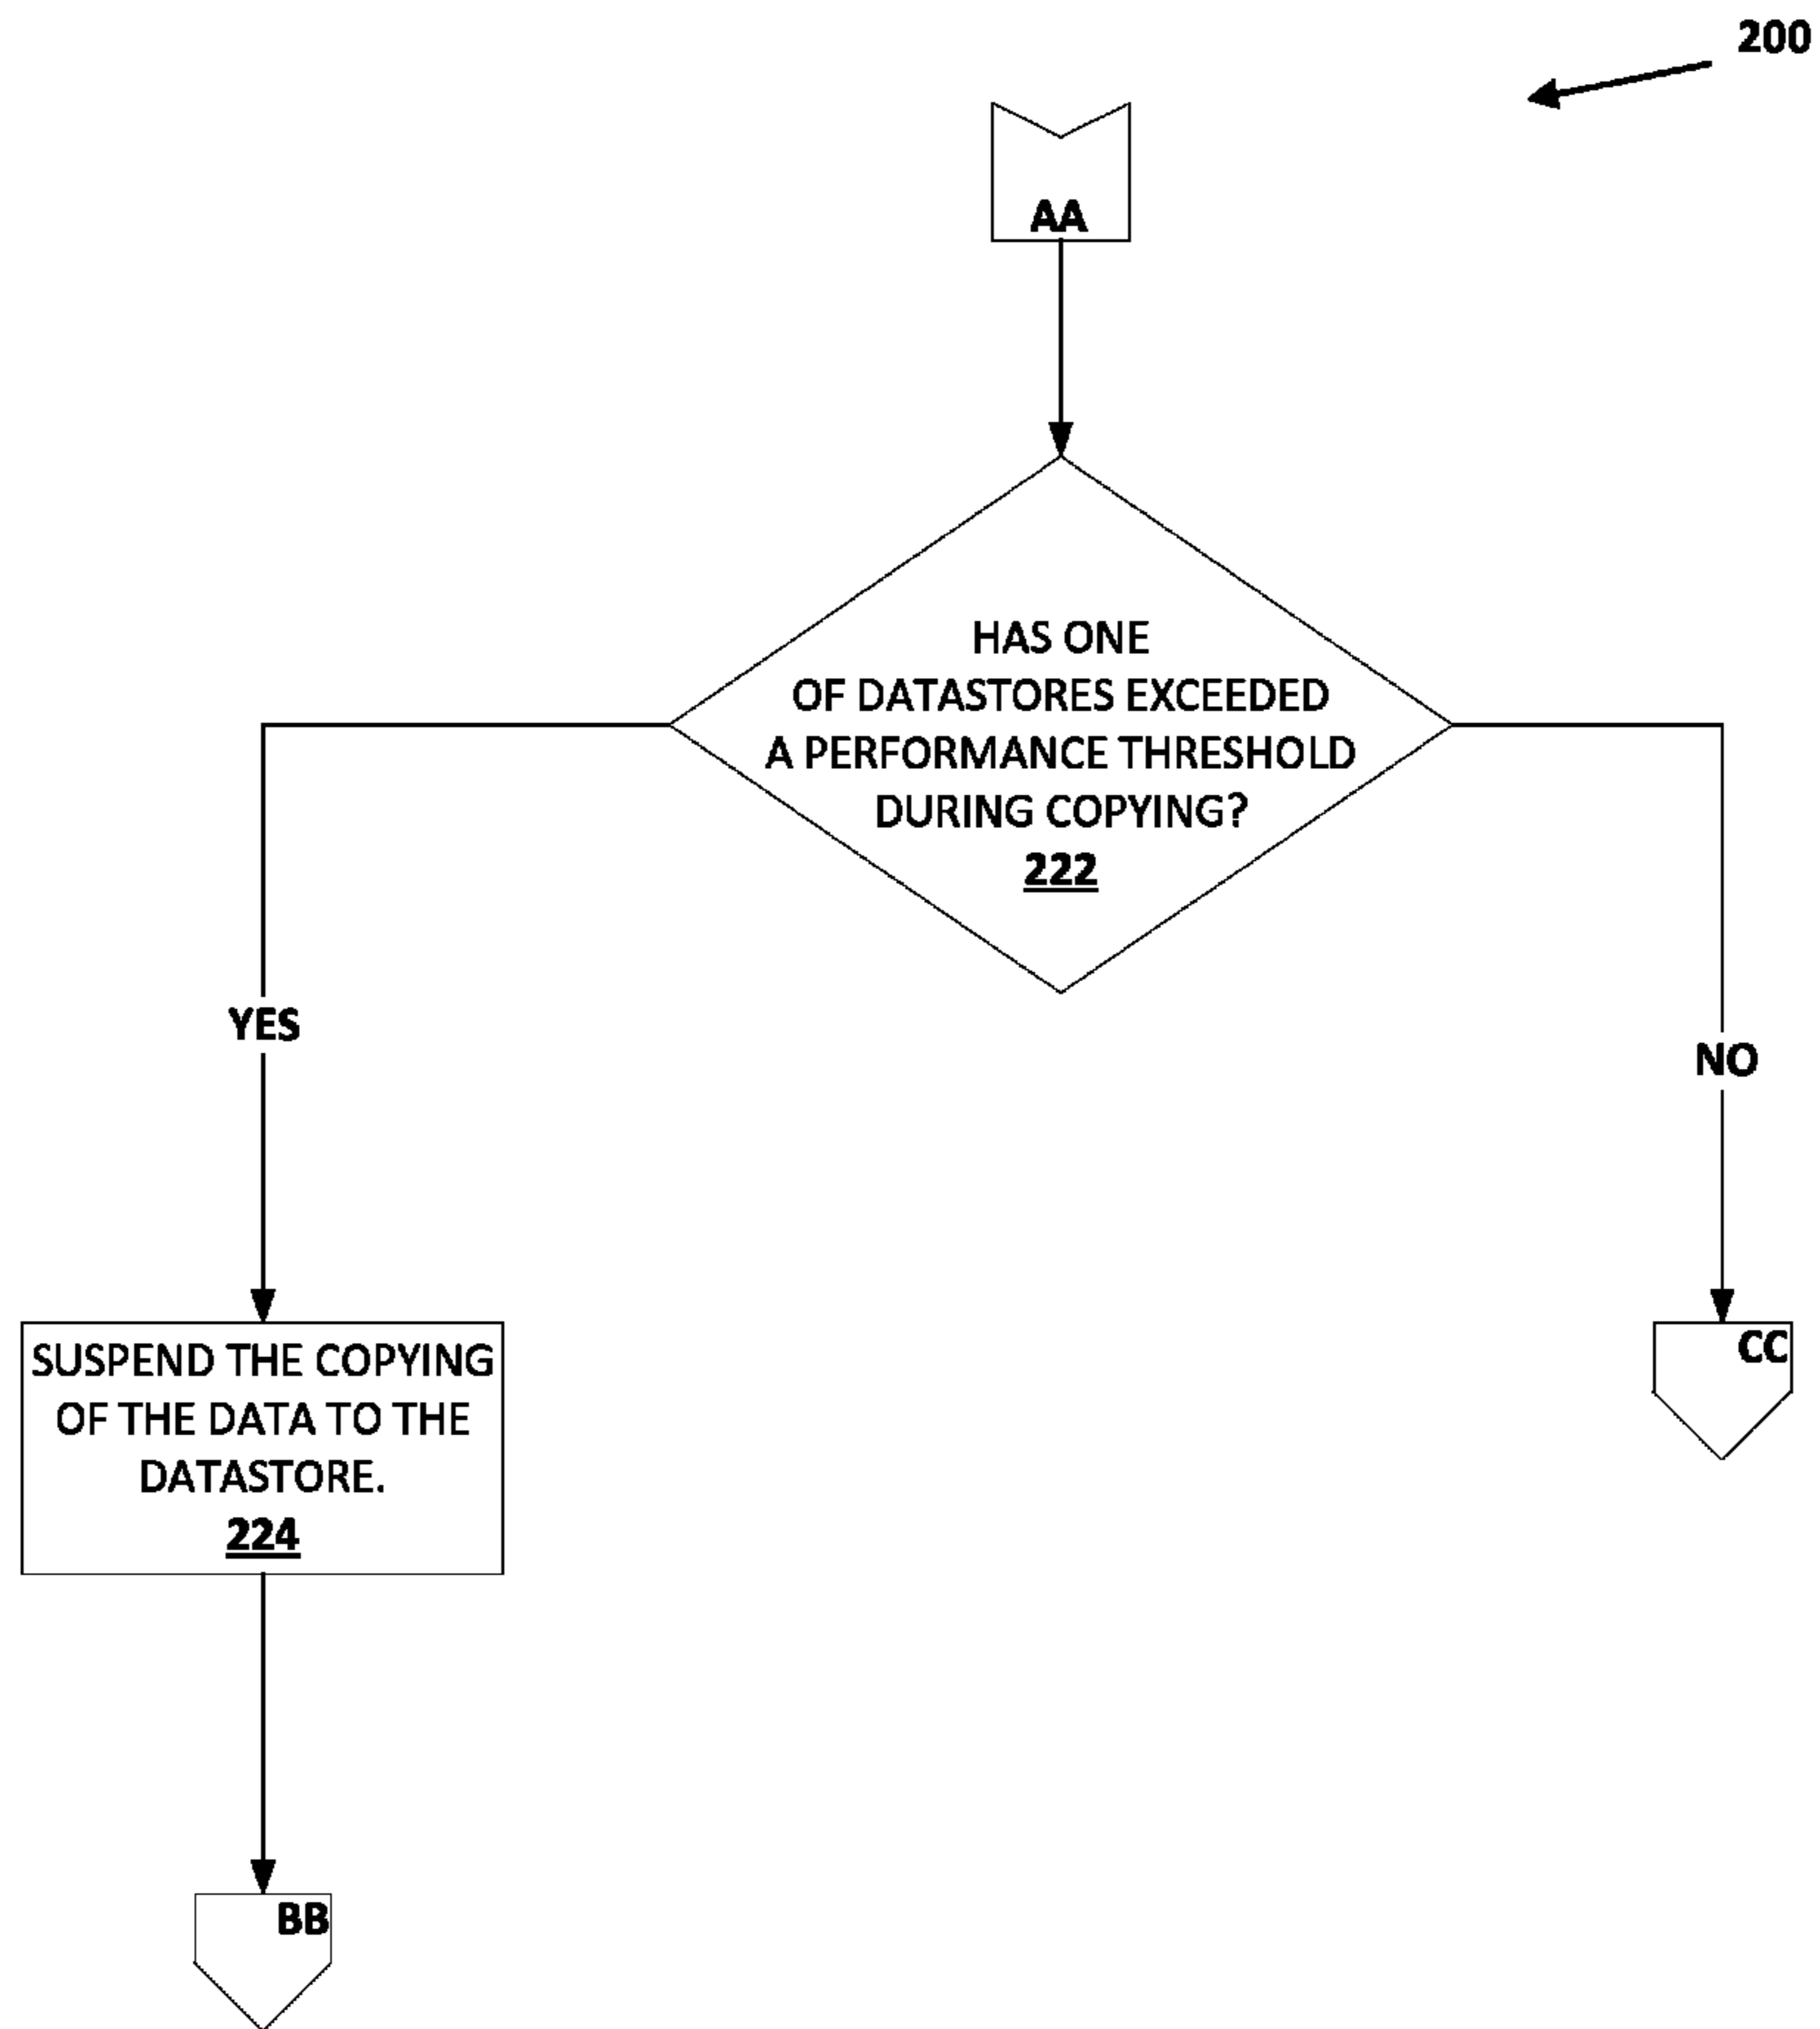 200
AA
HAS ONE
OF DATASTORES EXCEEDED
A PERFORMANCE THRESHOLD
DURING COPYING?
222
YES
NO
SUSPEND THE COPYING
OF THE DATA TO THE
DATASTORE.
224
CC
BB